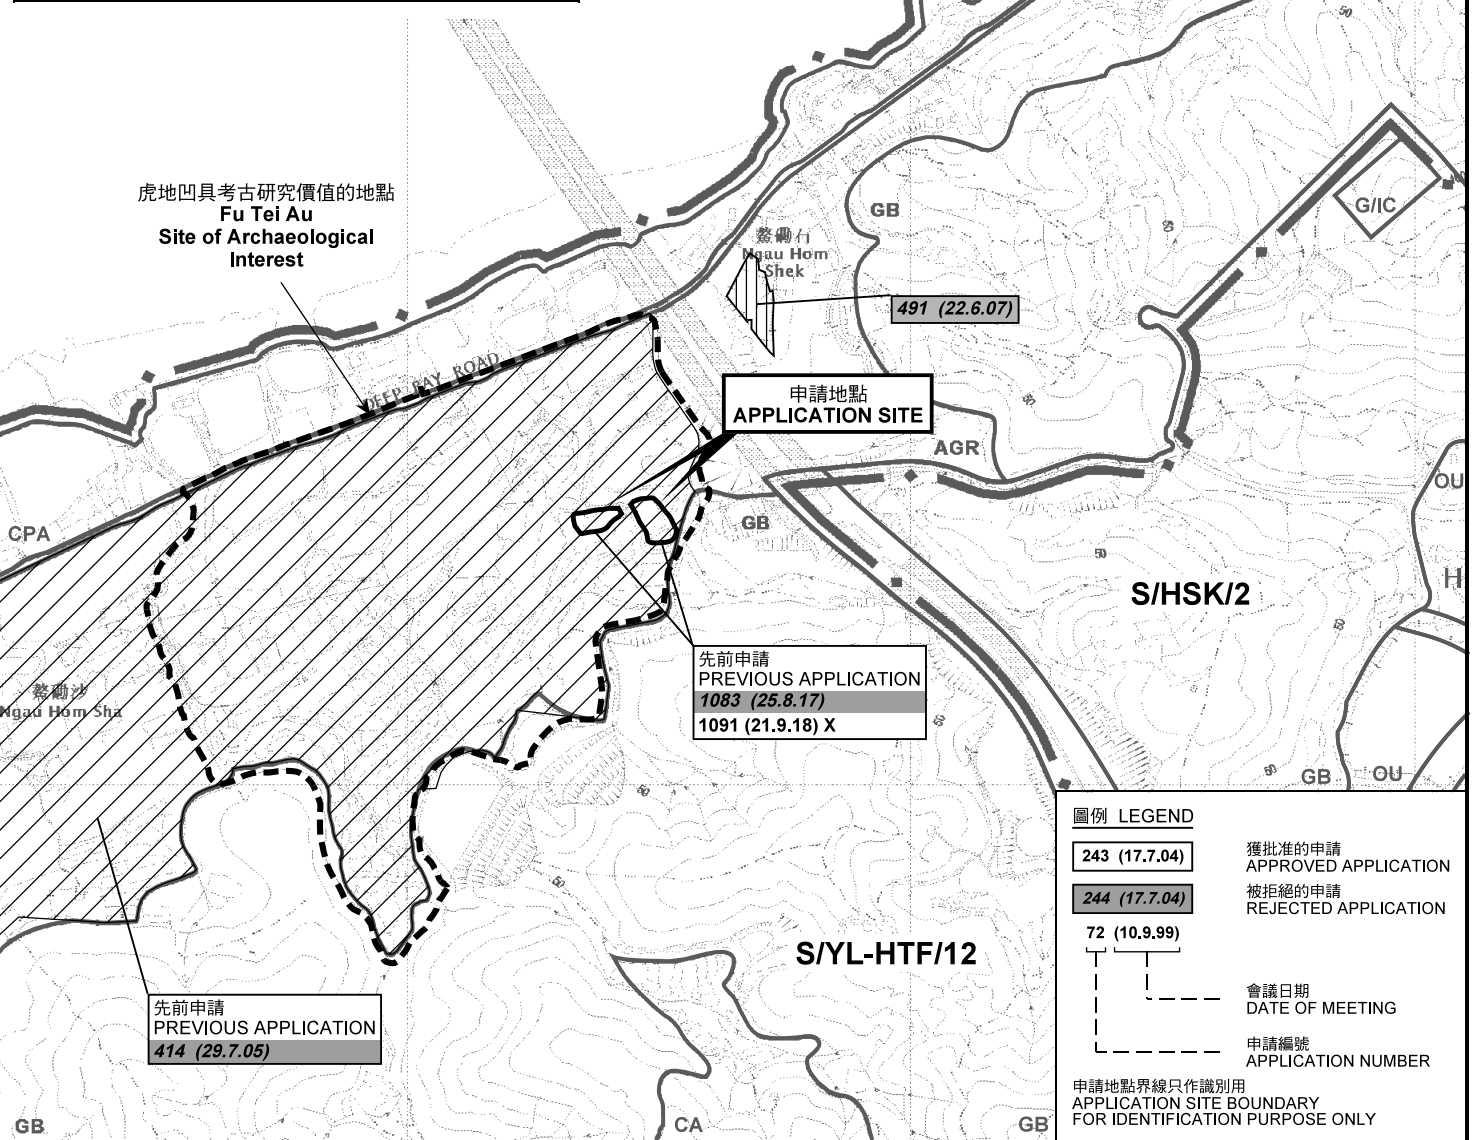 虎地凹具考古研究價值的地點
Fu Tei Au
Site of Archaeological
Interest
鰲磡石
Ngau Hom
Shek
GB
50
G/IC
491 (22.6.07)
DEEP BAY ROAD
申請地點
APPLICATION SITE
AGR
OU
CPA
GB
50
S/HSK/2
H
先前申請
PREVIOUS APPLICATION
1083 (25.8.17)
1091 (21.9.18) X
鰲磡沙
Ngau Hom Sha
50
GB
OU
50
S/YL-HTF/12
先前申請
PREVIOUS APPLICATION
414 (29.7.05)
GB
CA
GB
圖例 LEGEND
243 (17.7.04)
獲批准的申請
APPROVED APPLICATION
244 (17.7.04)
被拒絕的申請
REJECTED APPLICATION
72 (10.9.99)
會議日期
DATE OF MEETING
申請編號
APPLICATION NUMBER
申請地點界線只作識別用
APPLICATION SITE BOUNDARY
FOR IDENTIFICATION PURPOSE ONLY